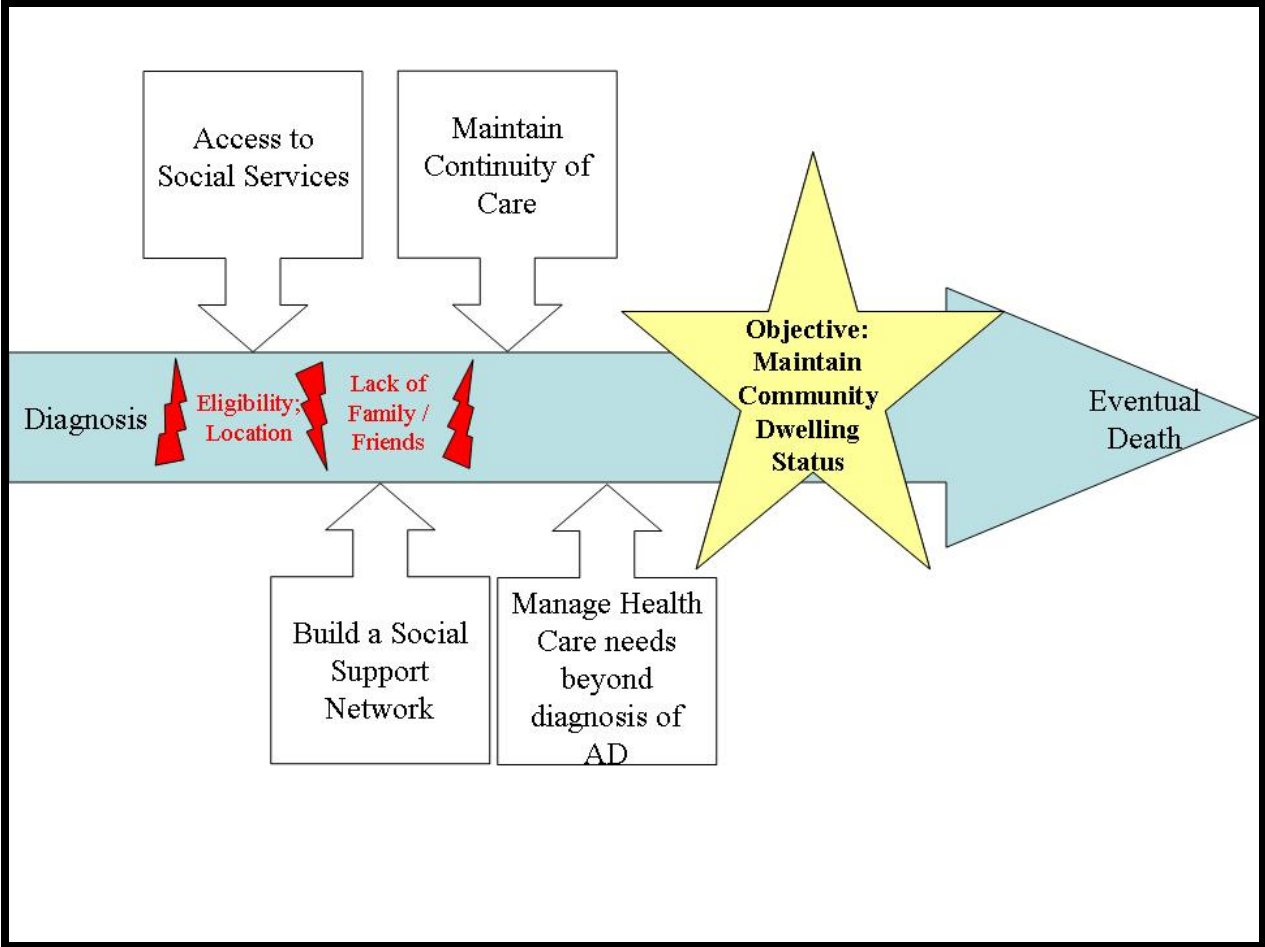 Access to
Social Services
Maintain
Continuity of
Care
Diagnosis
Eligibility;
Location
Lack of
Family /
Friends
Objective:
Maintain
Community
Dwelling
Status
Eventual
Death
Build a Social
Support
Network
Manage Health
Care needs
beyond
diagnosis of
AD